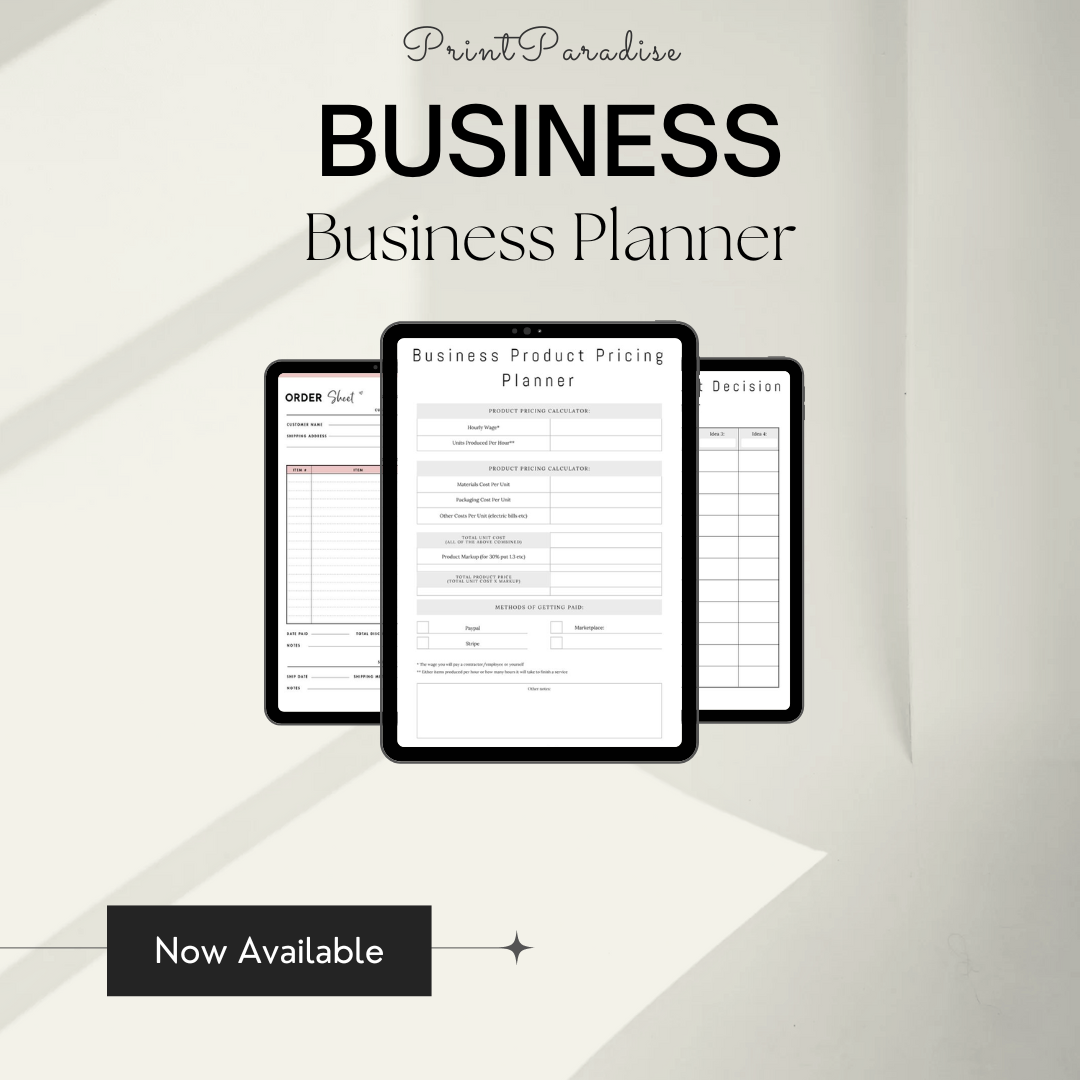 PrintParadise
BUSINESS
Business Planner
ORDER Sheet
CUSTOMER NAME
SHIPPING ADDRESS
ITEM #
ITEM
DATE PAID
NOTES
SHIP DATE
NOTES
Business Product Pricing
Planner
PRODUCT PRICING CALCULATOR:
Hourly Wage*
Units Produced Per Hour**
PRODUCT PRICING CALCULATOR:
Materials Cost Per Unit
Packaging Cost Per Unit
Other Costs Per Unit (electric bills etc)
TOTAL UNIT COST
(ALL OF THE ABOVE COMBINED)
Product Markup (for 30% put 1.3 etc)
TOTAL PRODUCT PRICE
(TOTAL UNIT COST X MARKUP)
METHODS OF GETTING PAID:
Paypal
Marketplace:
Stripe
* The wage you will pay a contractor/employee or yourself
** Either items produced per hour or how many hours it will take to finish a service
Other notes:
t Decision
Idea 3:
Idea 4:
Now Available